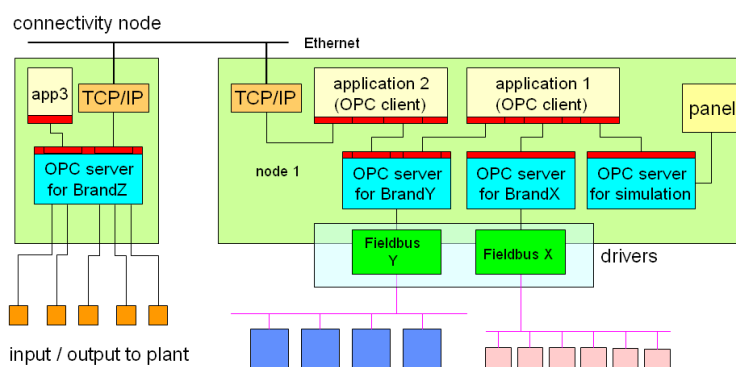 connectivity node
Ethernet
app3
TCP/IP
OPC server
for BrandZ
input / output to plant
TCP/IP
application 2
(OPC client)
application 1
(OPC client)
panel
node 1
OPC server
for BrandY
OPC server
for BrandX
OPC server
for simulation
Fieldbus
Y
Fieldbus X
drivers